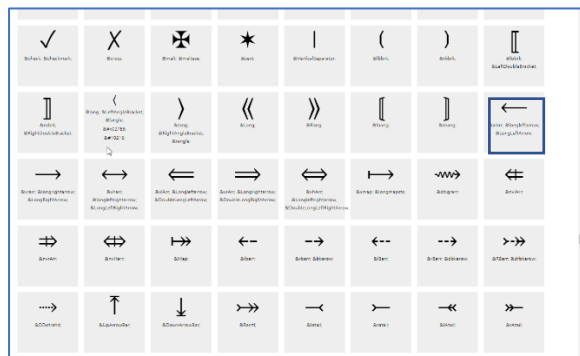 &check; &checkmark;
&cross;
&malt; &maltese;
&sext;
&VerticalSeparator;
&lbbrk;
&rbbrk;
&lobrk;
&LeftDoubleBracket;
&robrk;
&RightDoubleBracket;
&lang; &LeftAngleBracket;
&langle;
&#x027E8;
&#10216;
&rang;
&RightAngleBracket;
&rangle;
&Lang;
&Rang;
&loang;
&roang;
&xlarr; &longleftarrow;
&LongLeftArrow;
&xrarr; &longrightarrow;
&LongRightArrow;
&xharr;
&longleftrightarrow;
&LongLeftRightArrow;
&xlArr; &Longleftarrow;
&DoubleLongLeftArrow;
&xrArr; &Longrightarrow;
&DoubleLongRightArrow;
&xhArr;
&Longleftrightarrow;
&DoubleLongLeftRightArrow;
&xmap; &longmapsto;
&dzigrarr;
&nvlArr;
&nvrArr;
&nvHarr;
&Map;
&lbarr;
&rbarr; &bkarow;
&lBarr;
&rBarr; &dbkarow;
&RBarr; &drbkarow;
&DDotrahd;
&UpArrowBar;
&DownArrowBar;
&Rarrtl;
&latail;
&ratail;
&lAtail;
&rAtail;